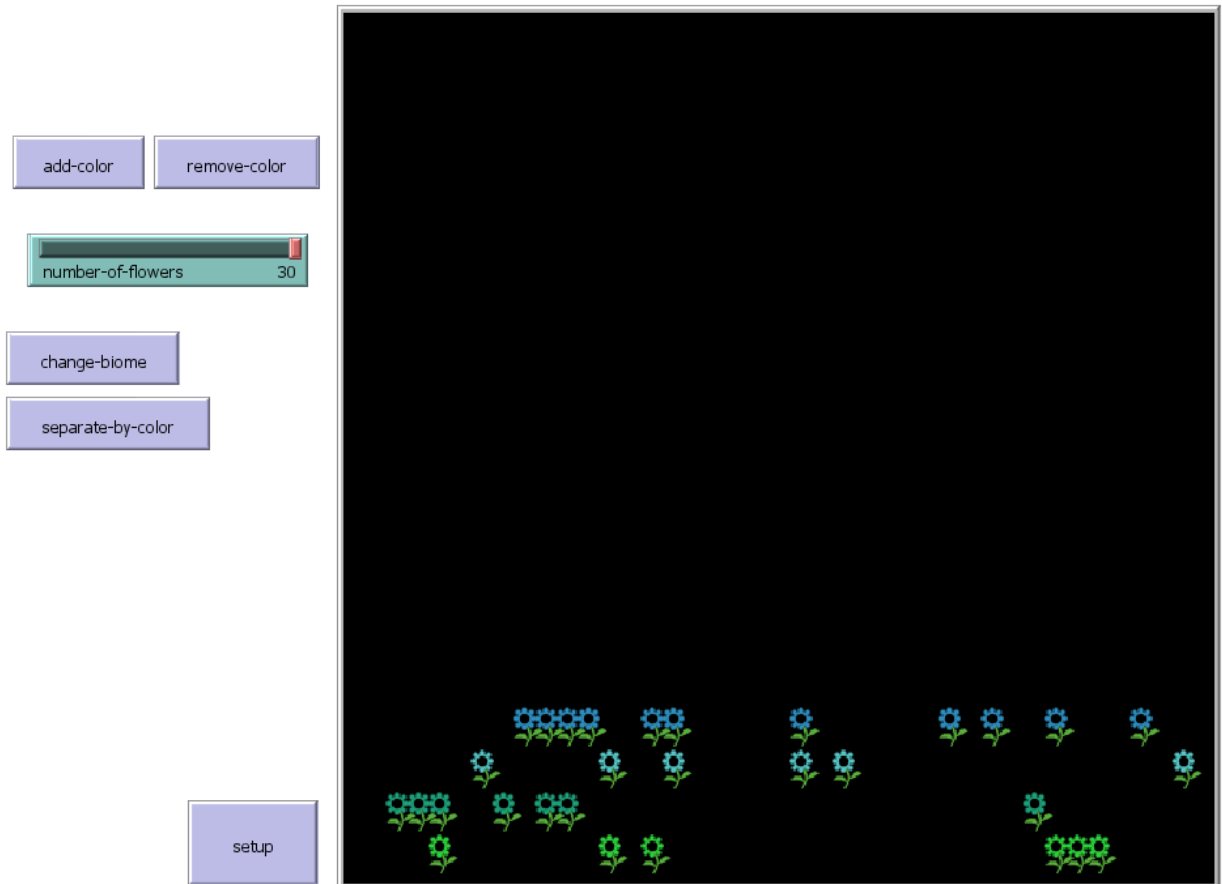 add-color
remove-color
number-of-flowers 30
change-biome
separate-by-color
setup